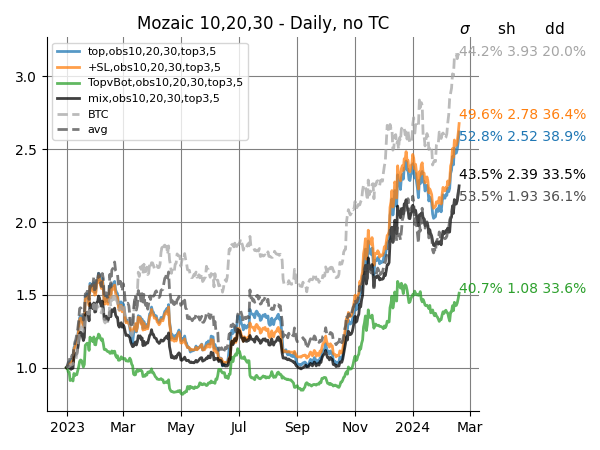 Mozaic 10,20,30 - Daily, no TC
σ sh dd
top,obs10,20,30,top3,5
+SL,obs10,20,30,top3,5
TopvBot,obs10,20,30,top3,5
mix,obs10,20,30,top3,5
BTC
avg
44.2% 3.93 20.0%
49.6% 2.78 36.4%
52.8% 2.52 38.9%
43.5% 2.39 33.5%
53.5% 1.93 36.1%
40.7% 1.08 33.6%
3.0
2.5
2.0
1.5
1.0
2023 Mar May Jul Sep Nov 2024 Mar